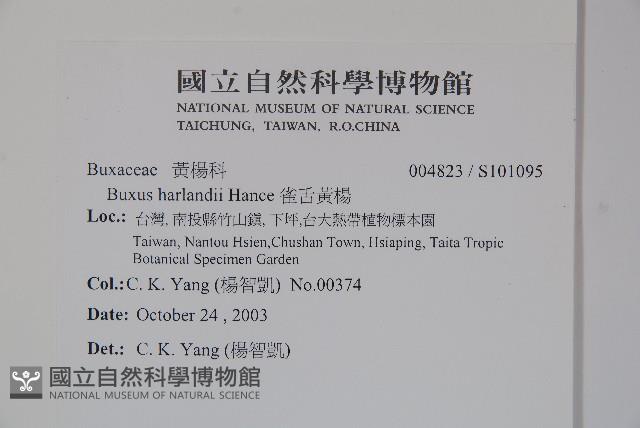 國立自然科學博物館
NATIONAL MUSEUM OF NATURAL SCIENCE
TAICHUNG, TAIWAN, R.O.CHINA
Buxaceae 黃楊科 004823 / S101095
Buxus harlandii Hance 雀舌黃楊
Loc.: 台灣, 南投縣竹山鎮, 下坪,台大熱帶植物標本園
Taiwan, Nantou Hsien,Chushan Town, Hsiaping, Taita Tropic
Botanical Specimen Garden
Col.:C. K. Yang (楊智凱) No.00374
Date: October 24 , 2003
Det.: C. K. Yang (楊智凱)
國立自然科學博物館
NATIONAL MUSEUM OF NATURAL SCIENCE